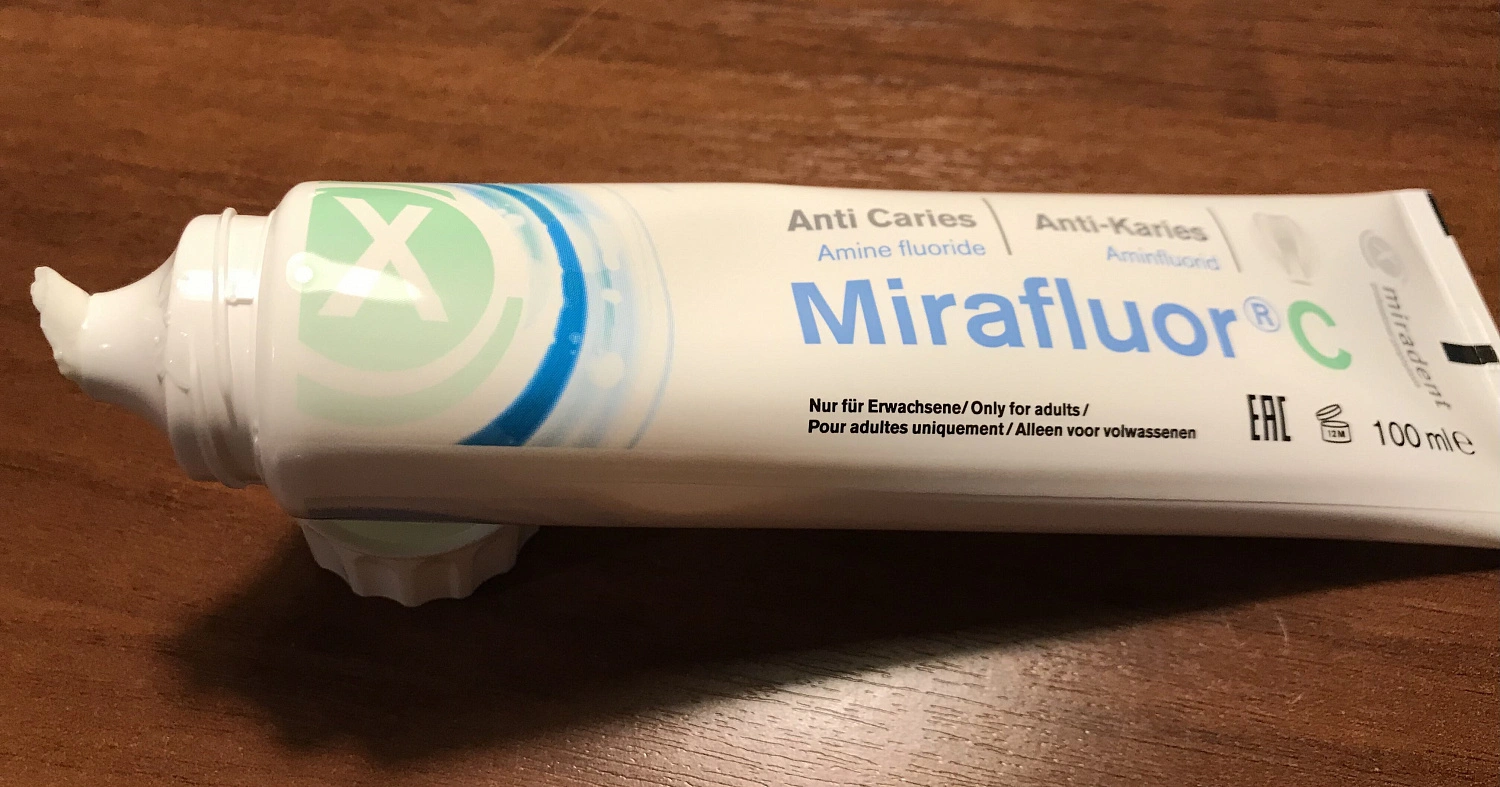 X
Anti Caries
Amine fluoride
Anti-Karies
Aminfluorid
Mirafluor® C
miradent
Nur für Erwachsene/ Only for adults /
Pour adultes uniquement / Alleen voor volwassenen
EAC
12M
100 ml e